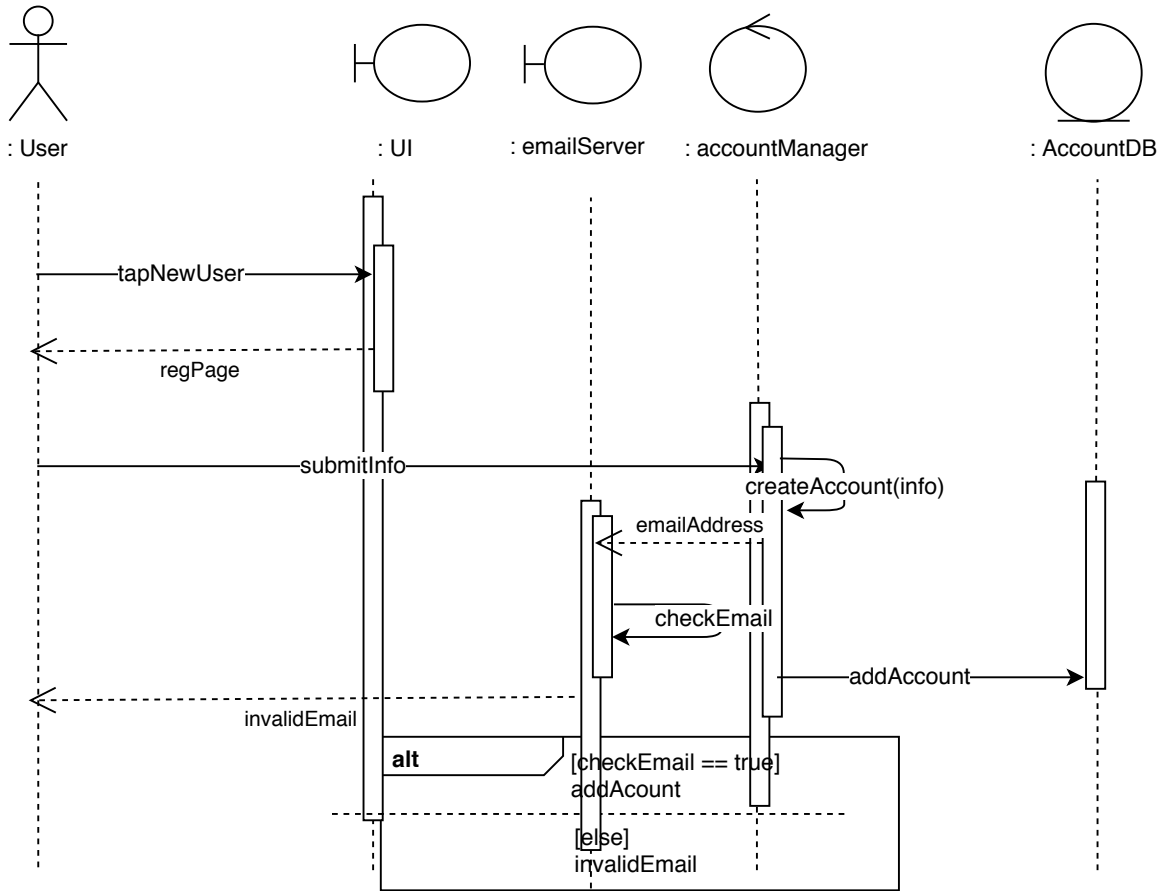 : User
: UI
: emailServer
: accountManager
: AccountDB
tapNewUser
regPage
submitInfo
createAccount(info)
emailAddress
checkEmail
addAccount
invalidEmail
alt
[checkEmail == true]
addAcount
[else]
invalidEmail